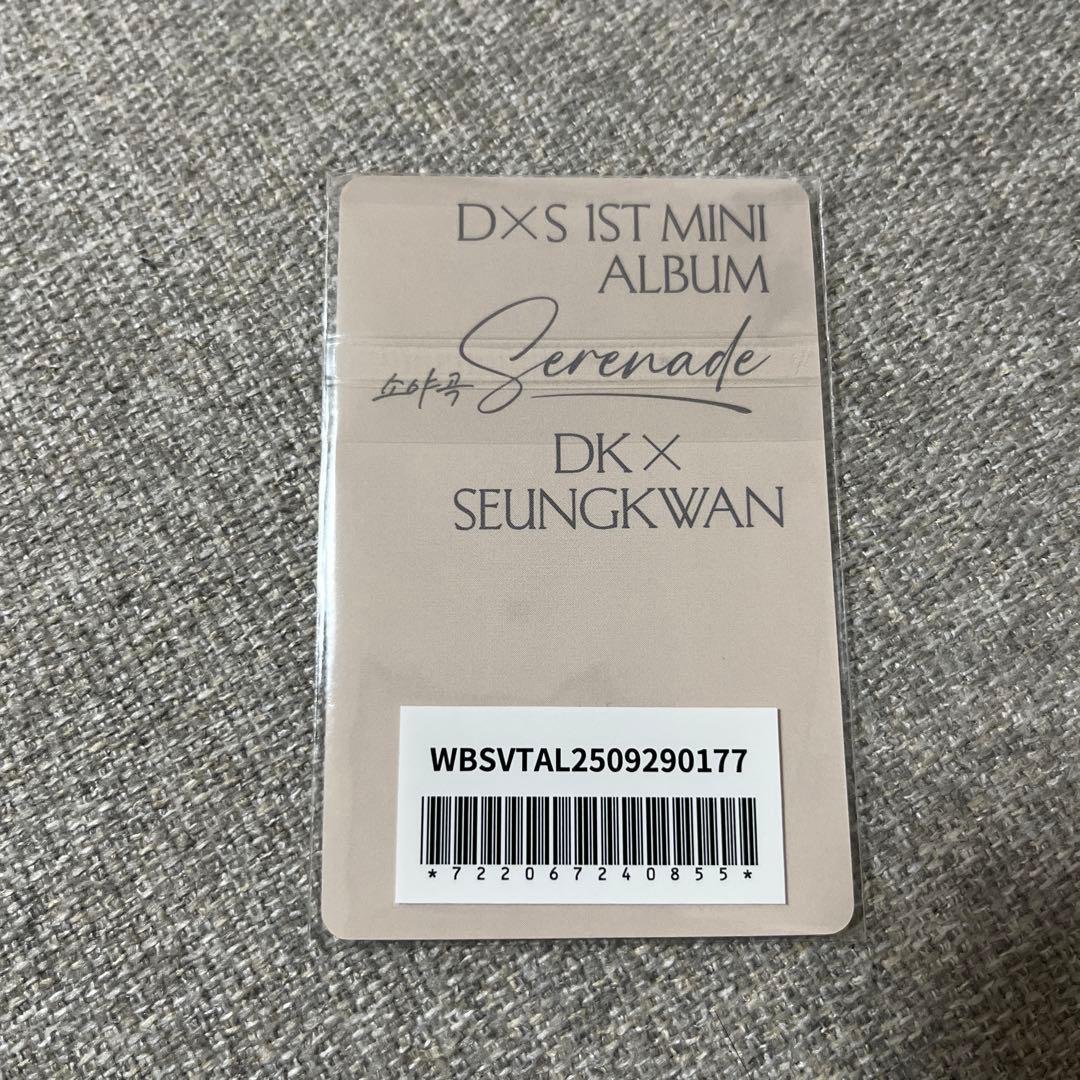 D×S 1ST MINI
ALBUM
소야곡 Serenade
DK ×
SEUNGKWAN
WBSVTAL2509290177
*722067240855*